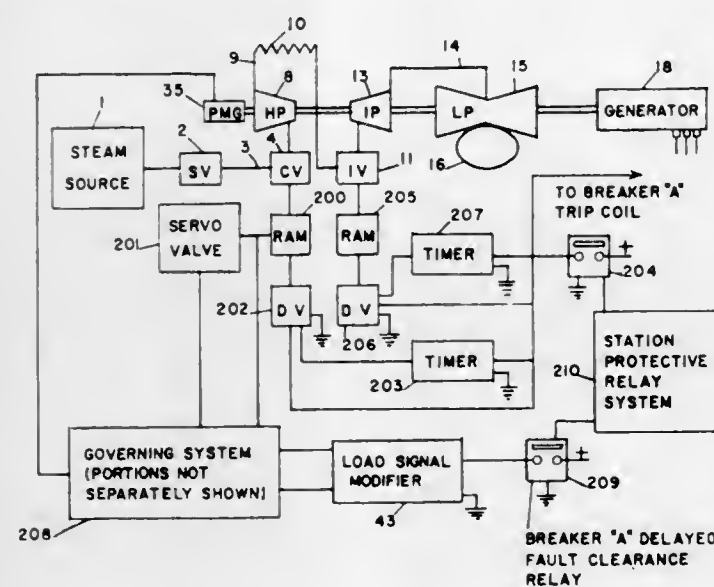 10
9
8
13
14
15
18
35
PMG
HP
IP
LP
GENERATOR
1
2
3
4
16
11
STEAM
SOURCE
SV
CV
IV
TO BREAKER "A"
TRIP COIL
200
205
207
SERVO
VALVE
201
RAM
RAM
TIMER
+
204
202
DV
DV
206
TIMER
203
STATION
PROTECTIVE
RELAY
SYSTEM
210
GOVERNING SYSTEM
(PORTIONS NOT
SEPARATELY SHOWN)
LOAD SIGNAL
MODIFIER
+
209
208
43
BREAKER "A" DELAYED
FAULT CLEARANCE
RELAY